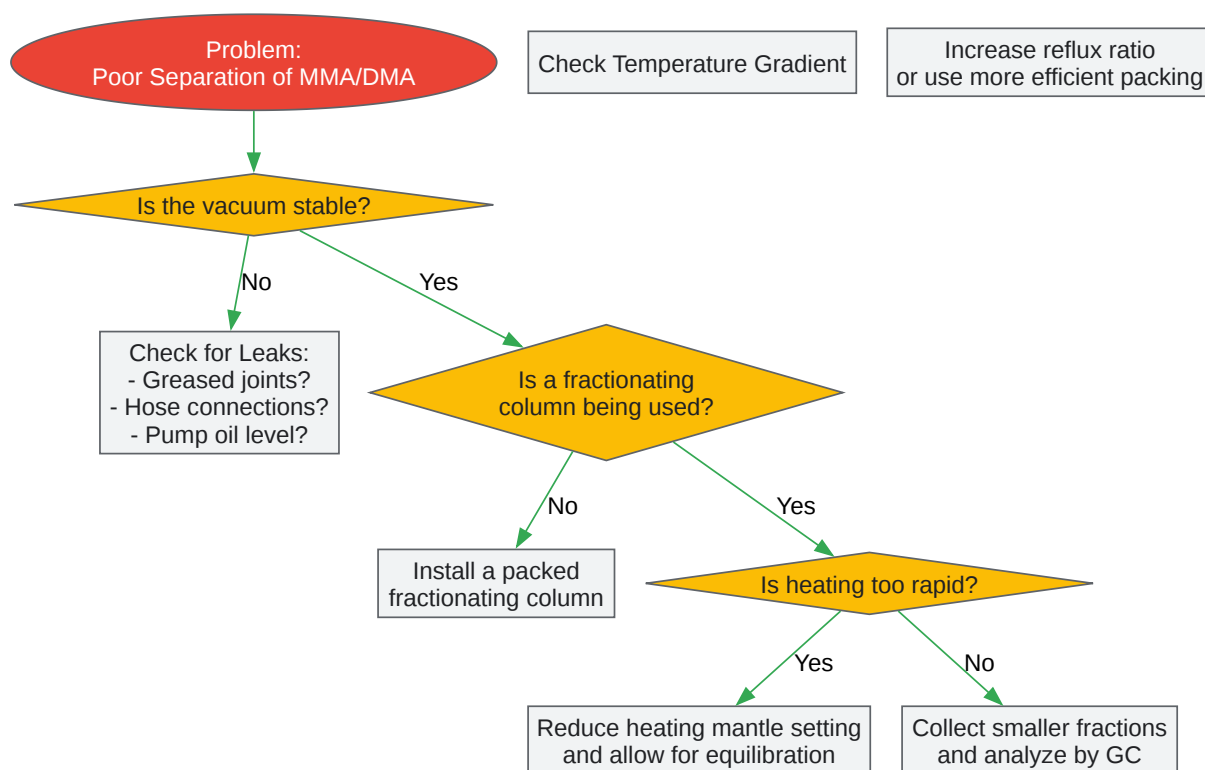 Problem:
Poor Separation of MMA/DMA
Check Temperature Gradient
Increase reflux ratio
or use more efficient packing
Is the vacuum stable?
No
Yes
Check for Leaks:
- Greased joints?
- Hose connections?
- Pump oil level?
Is a fractionating
column being used?
No
Yes
Install a packed
fractionating column
Is heating too rapid?
Yes
No
Reduce heating mantle setting
and allow for equilibration
Collect smaller fractions
and analyze by GC